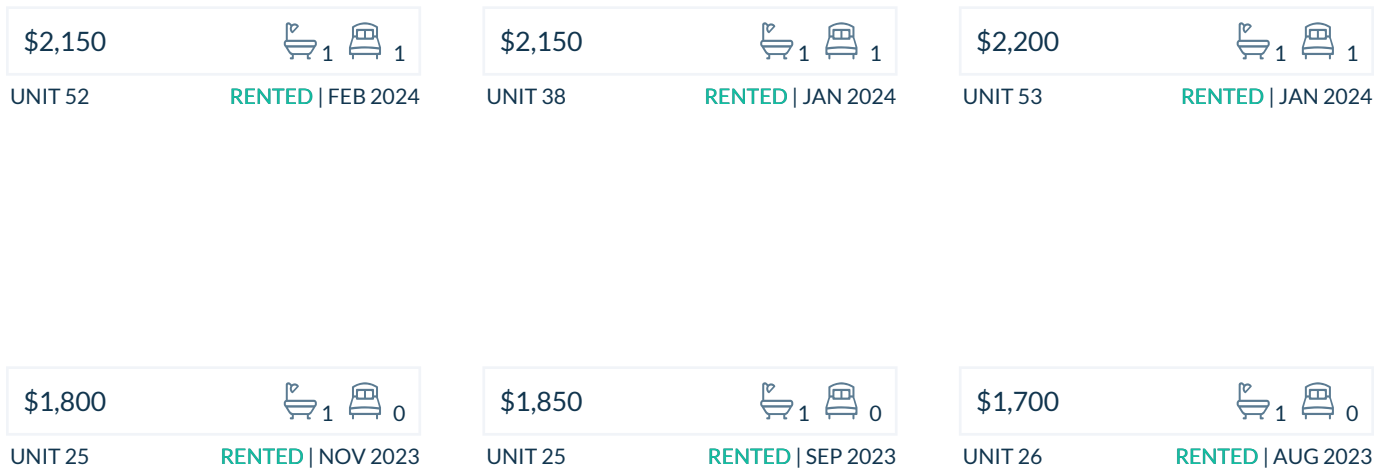 $2,150 1 1 $2,150 1 1 $2,200 1 1
UNIT 52 RENTED | FEB 2024 UNIT 38 RENTED | JAN 2024 UNIT 53 RENTED | JAN 2024
$1,800 1 0 $1,850 1 0 $1,700 1 0
UNIT 25 RENTED | NOV 2023 UNIT 25 RENTED | SEP 2023 UNIT 26 RENTED | AUG 2023